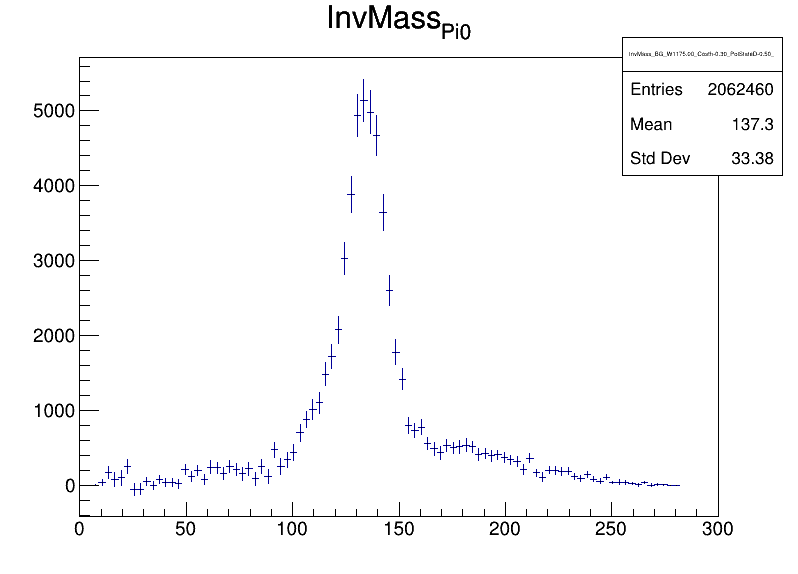 InvMass_Pi0
InvMass_BG_W1175.00_Costh-0.30_PolStateD-0.50_
Entries 2062460
Mean 137.3
Std Dev 33.38
5000
4000
3000
2000
1000
0
0 50 100 150 200 250 300